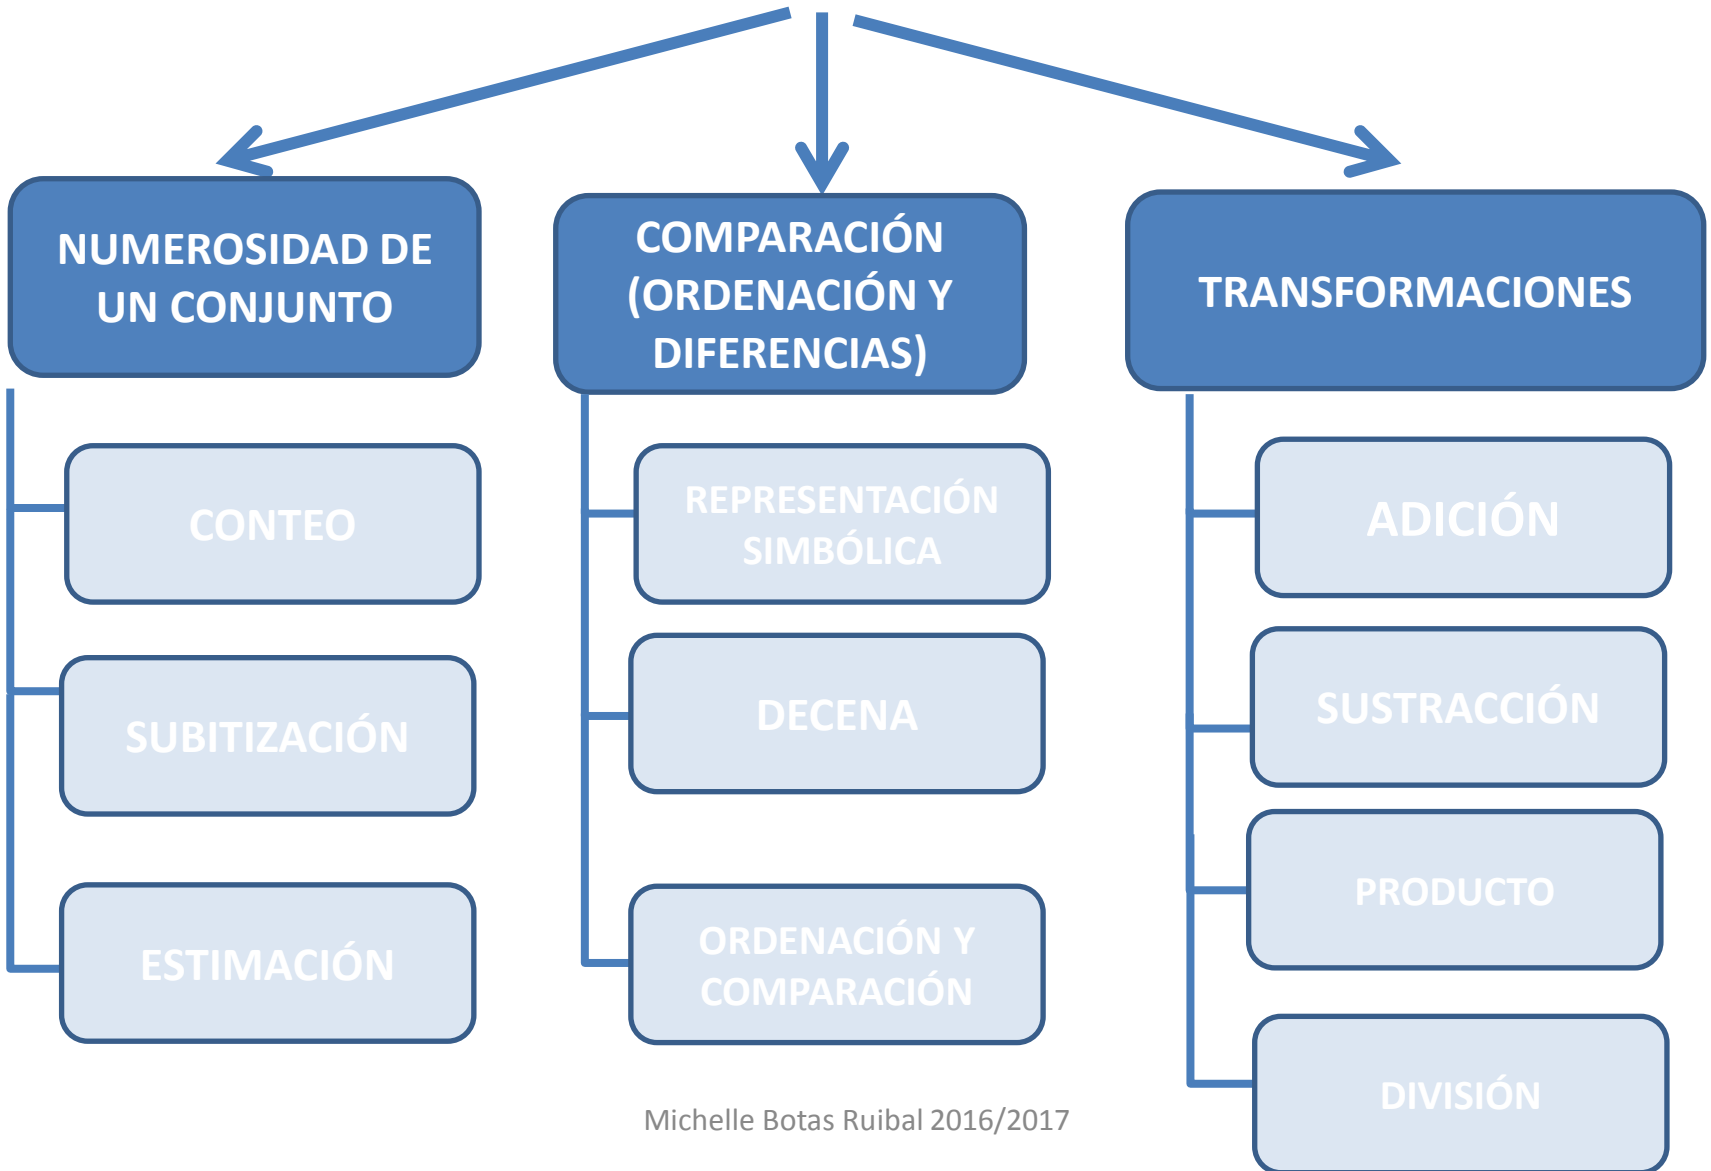 NUMEROSIDAD DE
UN CONJUNTO
CONTEO
SUBITIZACIÓN
ESTIMACIÓN
COMPARACIÓN
(ORDENACIÓN Y
DIFERENCIAS)
REPRESENTACIÓN
SIMBÓLICA
DECENA
ORDENACIÓN Y
COMPARACIÓN
TRANSFORMACIONES
ADICIÓN
SUSTRACCIÓN
PRODUCTO
DIVISIÓN
Michelle Botas Ruibal 2016/2017